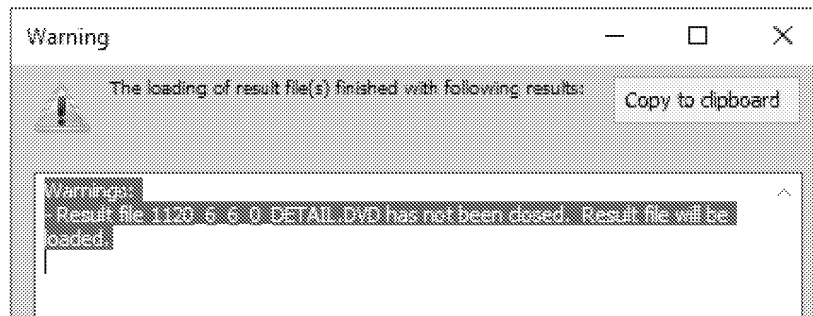 Warning
The loading of result file(s) finished with following results:
Copy to clipboard
Warnings:
- Result file 1120_6_6_0_DETAIL.DVD has not been closed.  Result file will be
loaded.